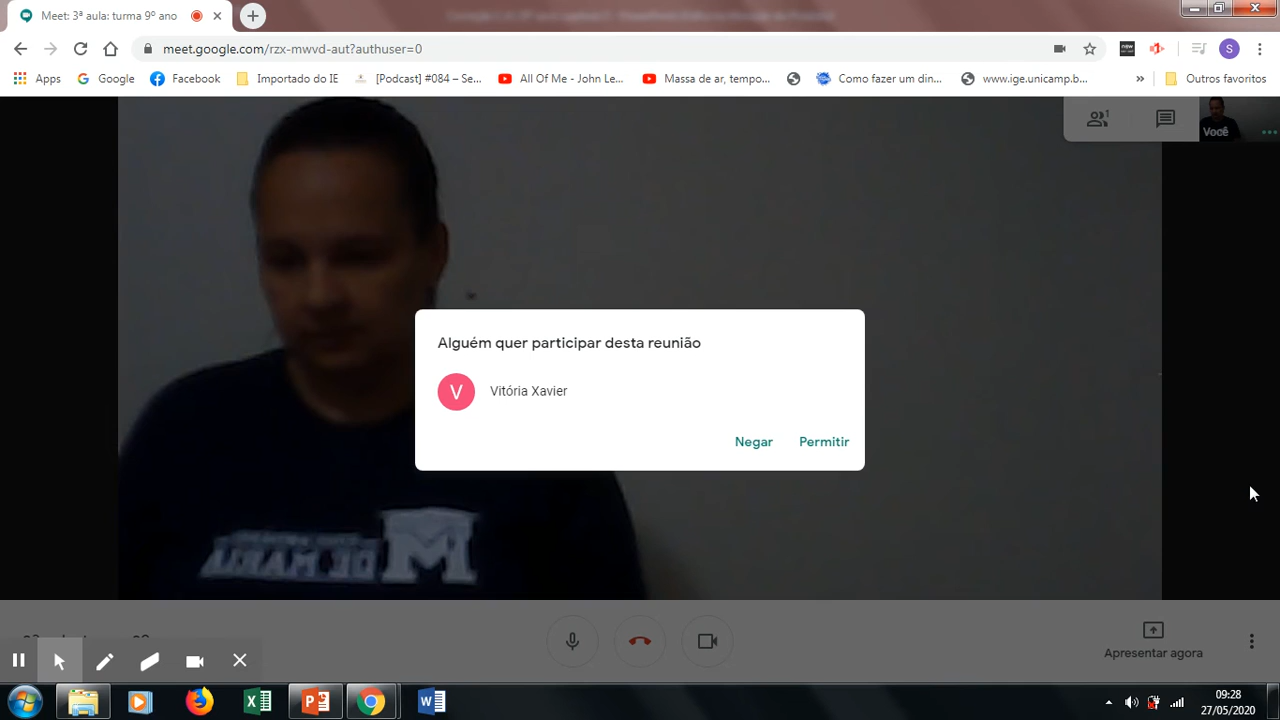 Meet: 3ª aula: turma 9º ano
meet.google.com/rzx-mwvd-aut?authuser=0
S
Apps
Google
Facebook
Importado do IE
[Podcast] #084 – Se...
All Of Me - John Le...
Massa de ar, tempo...
Como fazer um din...
www.ige.unicamp.b...
»
Outros favoritos
1
Você
Alguém quer participar desta reunião
V
Vitória Xavier
Negar
Permitir
DE MARIA
M
Apresentar agora
09:28
27/05/2020